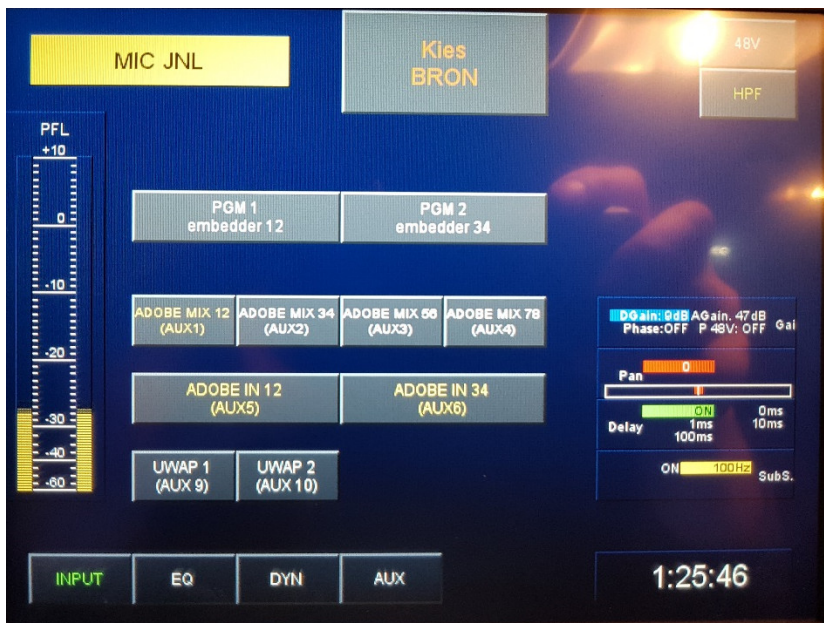 MIC JNL
Kies
BRON
48V
HPF
PFL
+10
0
-10
-20
-30
-40
-60
PGM 1
embedder 12
PGM 2
embedder 34
ADOBE MIX 12
(AUX1)
ADOBE MIX 34
(AUX2)
ADOBE MIX 56
(AUX3)
ADOBE MIX 78
(AUX4)
ADOBE IN 12
(AUX5)
ADOBE IN 34
(AUX6)
UWAP 1
(AUX 9)
UWAP 2
(AUX 10)
DGain: 9dB AGain. 47dB
Phase:OFF P 48V: OFF Gai
Pan 0
ON 0ms
Delay 1ms 10ms
100ms
ON 100Hz SubS.
INPUT
EQ
DYN
AUX
1:25:46